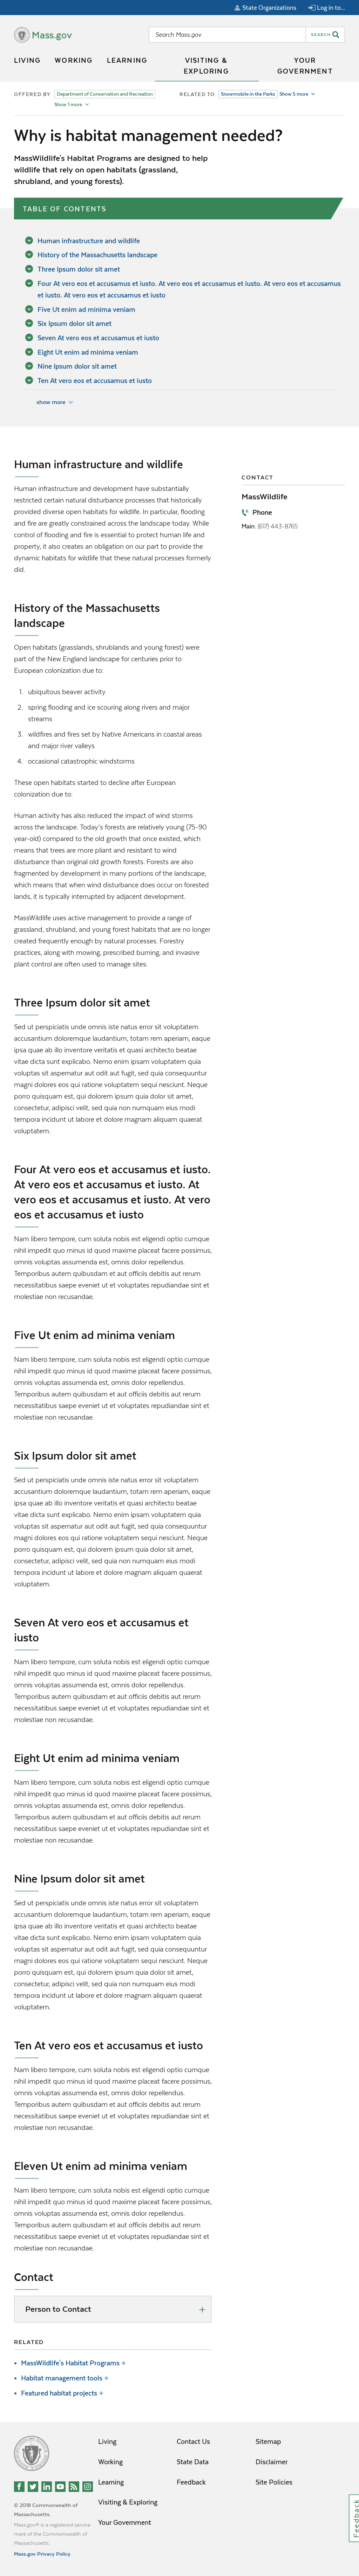 State Organizations
Log in to...
Mass.gov
Search Mass.gov
SEARCH
LIVING
WORKING
LEARNING
VISITING &
EXPLORING
YOUR
GOVERNMENT
OFFERED BY
Department of Conservation and Recreation
Show 1 more
RELATED TO
Snowmobile in the Parks
Show 5 more
Why is habitat management needed?
MassWildlife's Habitat Programs are designed to help
wildlife that rely on open habitats (grassland,
shrubland, and young forests).
TABLE OF CONTENTS
Human infrastructure and wildlife
History of the Massachusetts landscape
Three Ipsum dolor sit amet
Four At vero eos et accusamus et iusto. At vero eos et accusamus et iusto. At vero eos et accusamus
et iusto. At vero eos et accusamus et iusto
Five Ut enim ad minima veniam
Six Ipsum dolor sit amet
Seven At vero eos et accusamus et iusto
Eight Ut enim ad minima veniam
Nine Ipsum dolor sit amet
Ten At vero eos et accusamus et iusto
show more
Human infrastructure and wildlife
Human infrastructure and development have substantially
restricted certain natural disturbance processes that historically
provided diverse open habitats for wildlife. In particular, flooding
and fire are greatly constrained across the landscape today. While
control of flooding and fire is essential to protect human life and
property, it also creates an obligation on our part to provide the
dynamic habitats for wildlife that these natural processes formerly
did.
CONTACT
MassWildlife
Phone
Main: (617) 443-8765
History of the Massachusetts
landscape
Open habitats (grasslands, shrublands and young forest) were
part of the New England landscape for centuries prior to
European colonization due to:
1. ubiquitous beaver activity
2. spring flooding and ice scouring along rivers and major
streams
3. wildfires and fires set by Native Americans in coastal areas
and major river valleys
4. occasional catastrophic windstorms
These open habitats started to decline after European
colonization due to:
Human activity has also reduced the impact of wind storms
across the landscape. Today's forests are relatively young (75-90
year-old) compared to the old growth that once existed, which
means that trees are more pliant and resistant to wind
disturbance than original old growth forests. Forests are also
fragmented by development in many portions of the landscape,
which means that when wind disturbance does occur on forested
lands, it is typically interrupted by adjacent development.
MassWildlife uses active management to provide a range of
grassland, shrubland, and young forest habitats that are no longer
created frequently enough by natural processes. Forestry
practices, along with mowing, prescribed burning, and invasive
plant control are often used to manage sites.
Three Ipsum dolor sit amet
Sed ut perspiciatis unde omnis iste natus error sit voluptatem
accusantium doloremque laudantium, totam rem aperiam, eaque
ipsa quae ab illo inventore veritatis et quasi architecto beatae
vitae dicta sunt explicabo. Nemo enim ipsam voluptatem quia
voluptas sit aspernatur aut odit aut fugit, sed quia consequuntur
magni dolores eos qui ratione voluptatem sequi nesciunt. Neque
porro quisquam est, qui dolorem ipsum quia dolor sit amet,
consectetur, adipisci velit, sed quia non numquam eius modi
tempora incidunt ut labore et dolore magnam aliquam quaerat
voluptatem.
Four At vero eos et accusamus et iusto.
At vero eos et accusamus et iusto. At
vero eos et accusamus et iusto. At vero
eos et accusamus et iusto
Nam libero tempore, cum soluta nobis est eligendi optio cumque
nihil impedit quo minus id quod maxime placeat facere possimus,
omnis voluptas assumenda est, omnis dolor repellendus.
Temporibus autem quibusdam et aut officiis debitis aut rerum
necessitatibus saepe eveniet ut et voluptates repudiandae sint et
molestiae non recusandae.
Five Ut enim ad minima veniam
Nam libero tempore, cum soluta nobis est eligendi optio cumque
nihil impedit quo minus id quod maxime placeat facere possimus,
omnis voluptas assumenda est, omnis dolor repellendus.
Temporibus autem quibusdam et aut officiis debitis aut rerum
necessitatibus saepe eveniet ut et voluptates repudiandae sint et
molestiae non recusandae.
Six Ipsum dolor sit amet
Sed ut perspiciatis unde omnis iste natus error sit voluptatem
accusantium doloremque laudantium, totam rem aperiam, eaque
ipsa quae ab illo inventore veritatis et quasi architecto beatae
vitae dicta sunt explicabo. Nemo enim ipsam voluptatem quia
voluptas sit aspernatur aut odit aut fugit, sed quia consequuntur
magni dolores eos qui ratione voluptatem sequi nesciunt. Neque
porro quisquam est, qui dolorem ipsum quia dolor sit amet,
consectetur, adipisci velit, sed quia non numquam eius modi
tempora incidunt ut labore et dolore magnam aliquam quaerat
voluptatem.
Seven At vero eos et accusamus et
iusto
Nam libero tempore, cum soluta nobis est eligendi optio cumque
nihil impedit quo minus id quod maxime placeat facere possimus,
omnis voluptas assumenda est, omnis dolor repellendus.
Temporibus autem quibusdam et aut officiis debitis aut rerum
necessitatibus saepe eveniet ut et voluptates repudiandae sint et
molestiae non recusandae.
Eight Ut enim ad minima veniam
Nam libero tempore, cum soluta nobis est eligendi optio cumque
nihil impedit quo minus id quod maxime placeat facere possimus,
omnis voluptas assumenda est, omnis dolor repellendus.
Temporibus autem quibusdam et aut officiis debitis aut rerum
necessitatibus saepe eveniet ut et voluptates repudiandae sint et
molestiae non recusandae.
Nine Ipsum dolor sit amet
Sed ut perspiciatis unde omnis iste natus error sit voluptatem
accusantium doloremque laudantium, totam rem aperiam, eaque
ipsa quae ab illo inventore veritatis et quasi architecto beatae
vitae dicta sunt explicabo. Nemo enim ipsam voluptatem quia
voluptas sit aspernatur aut odit aut fugit, sed quia consequuntur
magni dolores eos qui ratione voluptatem sequi nesciunt. Neque
porro quisquam est, qui dolorem ipsum quia dolor sit amet,
consectetur, adipisci velit, sed quia non numquam eius modi
tempora incidunt ut labore et dolore magnam aliquam quaerat
voluptatem.
Ten At vero eos et accusamus et iusto
Nam libero tempore, cum soluta nobis est eligendi optio cumque
nihil impedit quo minus id quod maxime placeat facere possimus,
omnis voluptas assumenda est, omnis dolor repellendus.
Temporibus autem quibusdam et aut officiis debitis aut rerum
necessitatibus saepe eveniet ut et voluptates repudiandae sint et
molestiae non recusandae.
Eleven Ut enim ad minima veniam
Nam libero tempore, cum soluta nobis est eligendi optio cumque
nihil impedit quo minus id quod maxime placeat facere possimus,
omnis voluptas assumenda est, omnis dolor repellendus.
Temporibus autem quibusdam et aut officiis debitis aut rerum
necessitatibus saepe eveniet ut et voluptates repudiandae sint et
molestiae non recusandae.
Contact
Person to Contact
RELATED
MassWildlife's Habitat Programs
Habitat management tools
Featured habitat projects
Living
Working
Learning
Visiting & Exploring
Your Government
Contact Us
State Data
Feedback
Sitemap
Disclaimer
Site Policies
© 2018 Commonwealth of
Massachusetts.
Mass.gov® is a registered service
mark of the Commonwealth of
Massachusetts.
Mass.gov Privacy Policy
Feedback